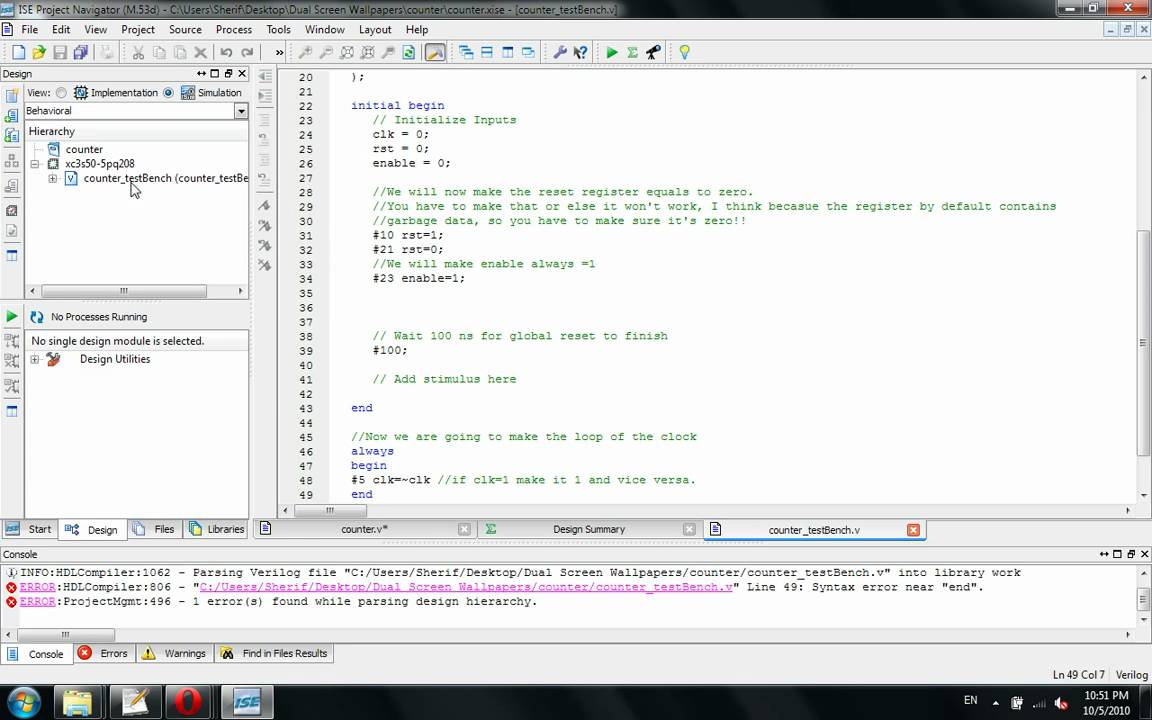 ISE Project Navigator (M.53d) - C:\Users\Sherif\Desktop\Dual Screen Wallpapers\counter\counter.xise - [counter_testBench.v]
File Edit View Project Source Process Tools Window Layout Help
»
Design
View: Implementation Simulation
Behavioral
Hierarchy
counter
xc3s50-5pq208
counter_testBench (counter_testBe
No Processes Running
No single design module is selected.
Design Utilities
Start Design Files Libraries
20 );
21
22 initial begin
23 // Initialize Inputs
24 clk = 0;
25 rst = 0;
26 enable = 0;
27
28 //We will now make the reset register equals to zero.
29 //You have to make that or else it won't work, I think becasue the register by default contains
30 //garbage data, so you have to make sure it's zero!!
31 #10 rst=1;
32 #21 rst=0;
33 //We will make enable always =1
34 #23 enable=1;
35
36
37
38 // Wait 100 ns for global reset to finish
39 #100;
40
41 // Add stimulus here
42
43 end
44
45 //Now we are going to make the loop of the clock
46 always
47 begin
48 #5 clk=~clk //if clk=1 make it 1 and vice versa.
49 end
counter.v* Design Summary counter_testBench.v
Console
INFO:HDLCompiler:1062 - Parsing Verilog file "C:/Users/Sherif/Desktop/Dual Screen Wallpapers/counter/counter_testBench.v" into library work
ERROR:HDLCompiler:806 - "C:/Users/Sherif/Desktop/Dual Screen Wallpapers/counter/counter_testBench.v" Line 49: Syntax error near "end".
ERROR:ProjectMgmt:496 - 1 error(s) found while parsing design hierarchy.
Console Errors Warnings Find in Files Results
Ln 49 Col 7 Verilog
ISE EN 10:51 PM
10/5/2010